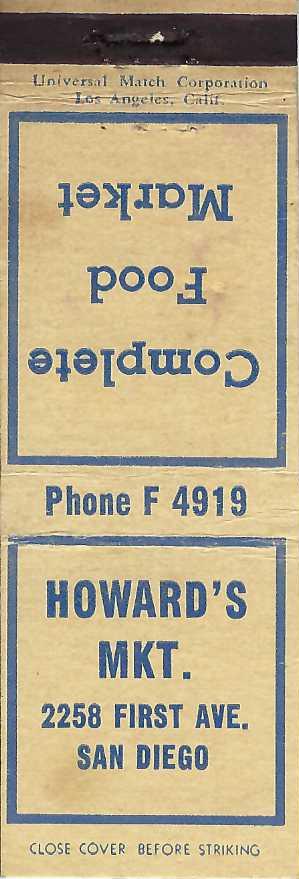 Universal Match Corporation
Los Angeles, Calif.
Complete
Food
Market
Phone F 4919
HOWARD'S
MKT.
2258 FIRST AVE.
SAN DIEGO
CLOSE COVER BEFORE STRIKING